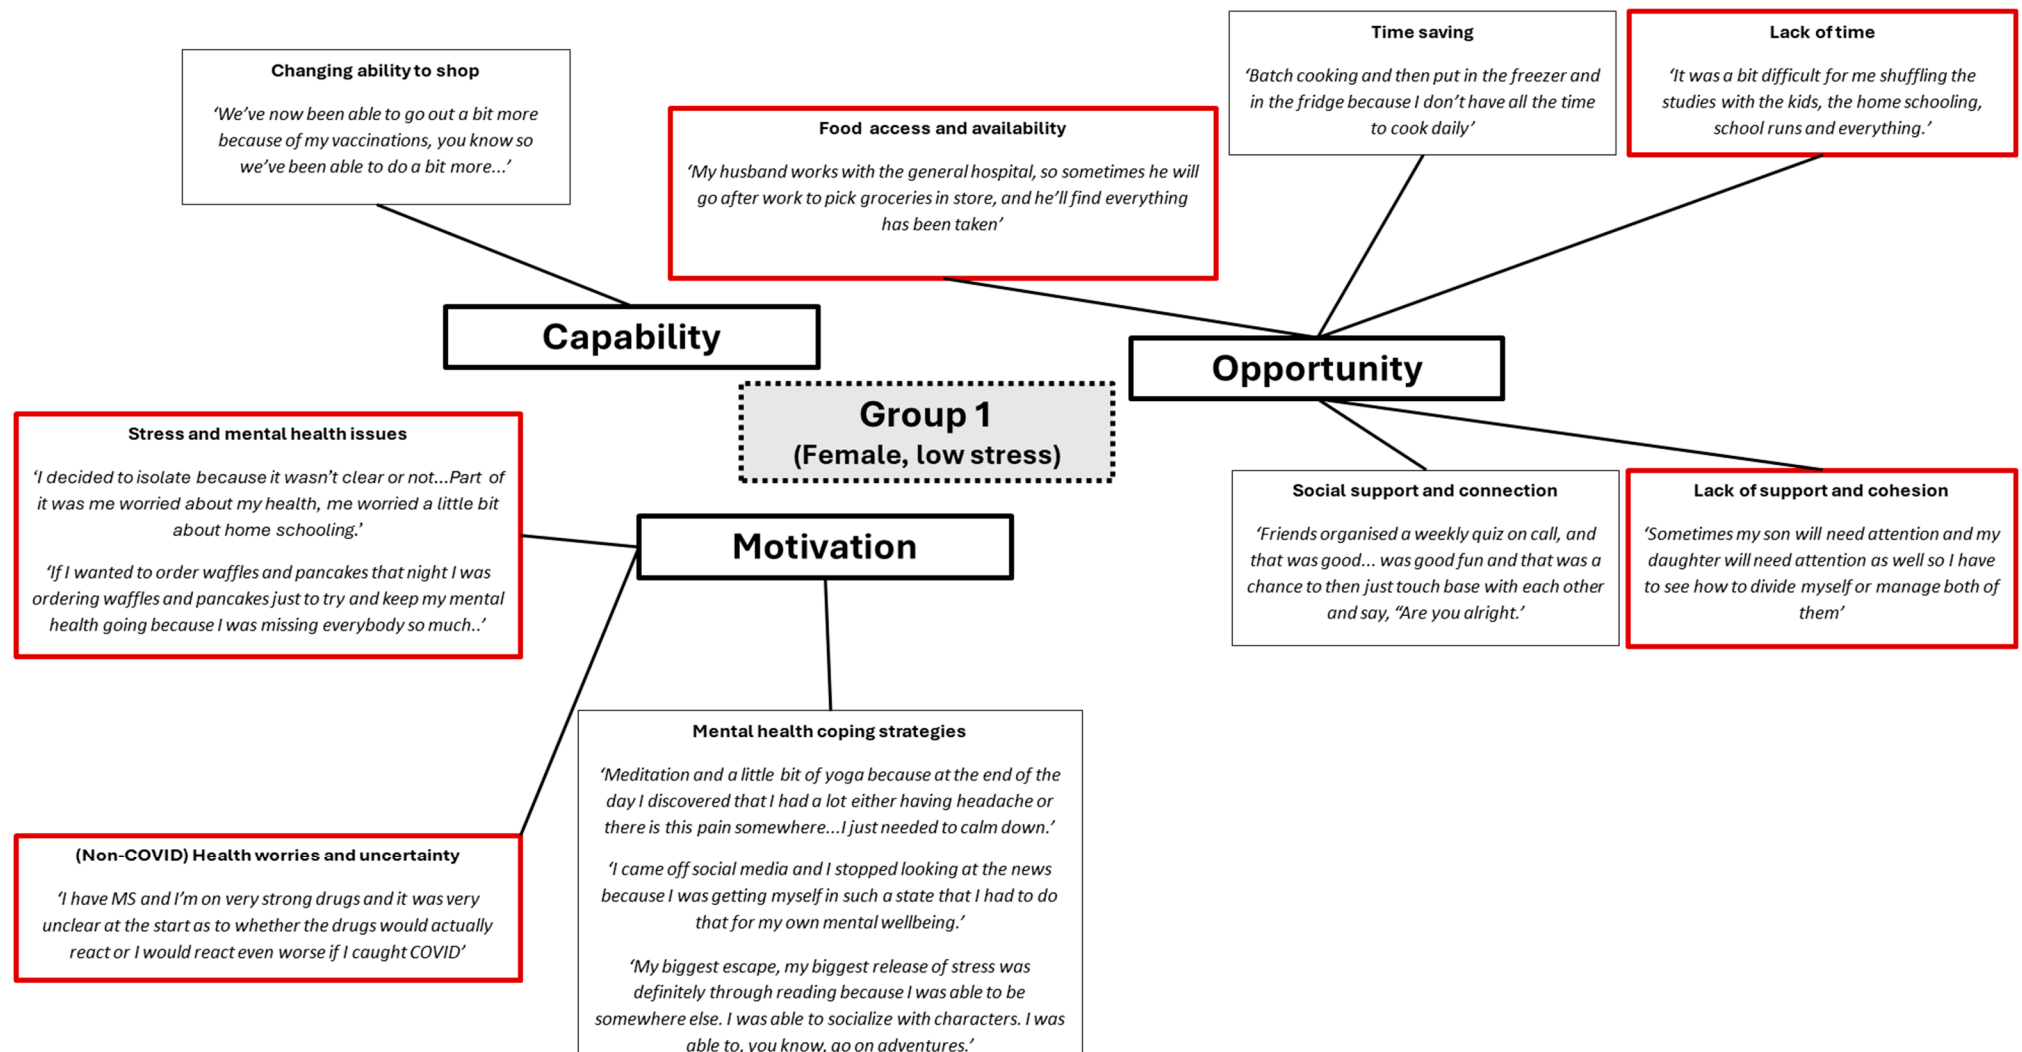 Changing ability to shop
‘We’ve now been able to go out a bit more
because of my vaccinations, you know so
we’ve been able to do a bit more...’
Food access and availability
‘My husband works with the general hospital, so sometimes he will
go after work to pick groceries in store, and he’ll find everything
has been taken’
Time saving
‘Batch cooking and then put in the freezer and
in the fridge because I don’t have all the time
to cook daily’
Lack of time
‘It was a bit difficult for me shuffling the
studies with the kids, the home schooling,
school runs and everything.’
Capability
Opportunity
Group 1
(Female, low stress)
Motivation
Stress and mental health issues
‘I decided to isolate because it wasn’t clear or not...Part of
it was me worried about my health, me worried a little bit
about home schooling.’
‘If I wanted to order waffles and pancakes that night I was
ordering waffles and pancakes just to try and keep my mental
health going because I was missing everybody so much..’
Social support and connection
‘Friends organised a weekly quiz on call, and
that was good... was good fun and that was a
chance to then just touch base with each other
and say, “Are you alright.’
Lack of support and cohesion
‘Sometimes my son will need attention and my
daughter will need attention as well so I have
to see how to divide myself or manage both of
them’
(Non-COVID) Health worries and uncertainty
‘I have MS and I’m on very strong drugs and it was very
unclear at the start as to whether the drugs would actually
react or I would react even worse if I caught COVID’
Mental health coping strategies
‘Meditation and a little bit of yoga because at the end of the
day I discovered that I had a lot either having headache or
there is this pain somewhere...I just needed to calm down.’
‘I came off social media and I stopped looking at the news
because I was getting myself in such a state that I had to do
that for my own mental wellbeing.’
‘My biggest escape, my biggest release of stress was
definitely through reading because I was able to be
somewhere else. I was able to socialize with characters. I was
able to, you know, go on adventures.’